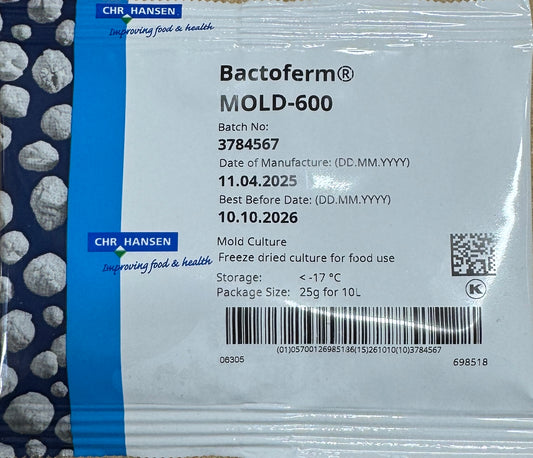 CHR HANSEN
Improving food & health
Bactoferm®
MOLD-600
Batch No:
3784567
Date of Manufacture: (DD.MM.YYYY)
11.04.2025
Best Before Date: (DD.MM.YYYY)
10.10.2026
CHR HANSEN
Improving food & health
Mold Culture
Freeze dried culture for food use
Storage: < -17 °C
Package Size: 25g for 10L
K
(01)05700126985136(15)261010(10)3784567
06305
698518